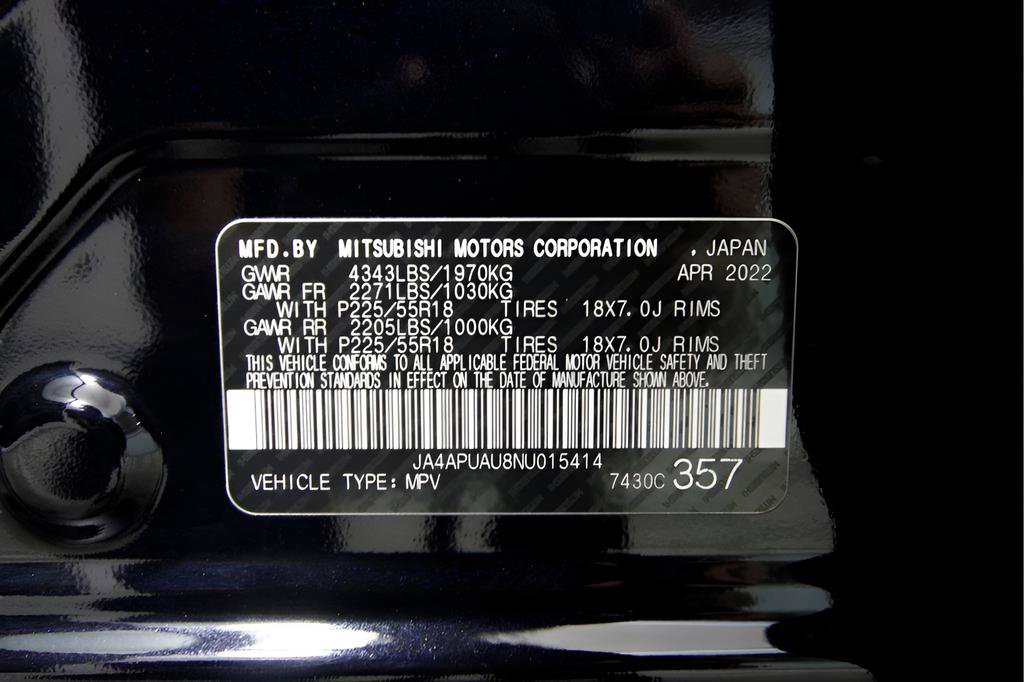 MFD.BY MITSUBISHI MOTORS CORPORATION , JAPAN
GVWR 4343LBS/1970KG APR 2022
GAWR FR 2271LBS/1030KG
WITH P225/55R18 TIRES 18X7.0J RIMS
GAWR RR 2205LBS/1000KG
WITH P225/55R18 TIRES 18X7.0J RIMS
THIS VEHICLE CONFORMS TO ALL APPLICABLE FEDERAL MOTOR VEHICLE SAFETY AND THEFT
PREVENTION STANDARDS IN EFFECT ON THE DATE OF MANUFACTURE SHOWN ABOVE.
JA4APUAU8NU015414
VEHICLE TYPE: MPV 7430C 357